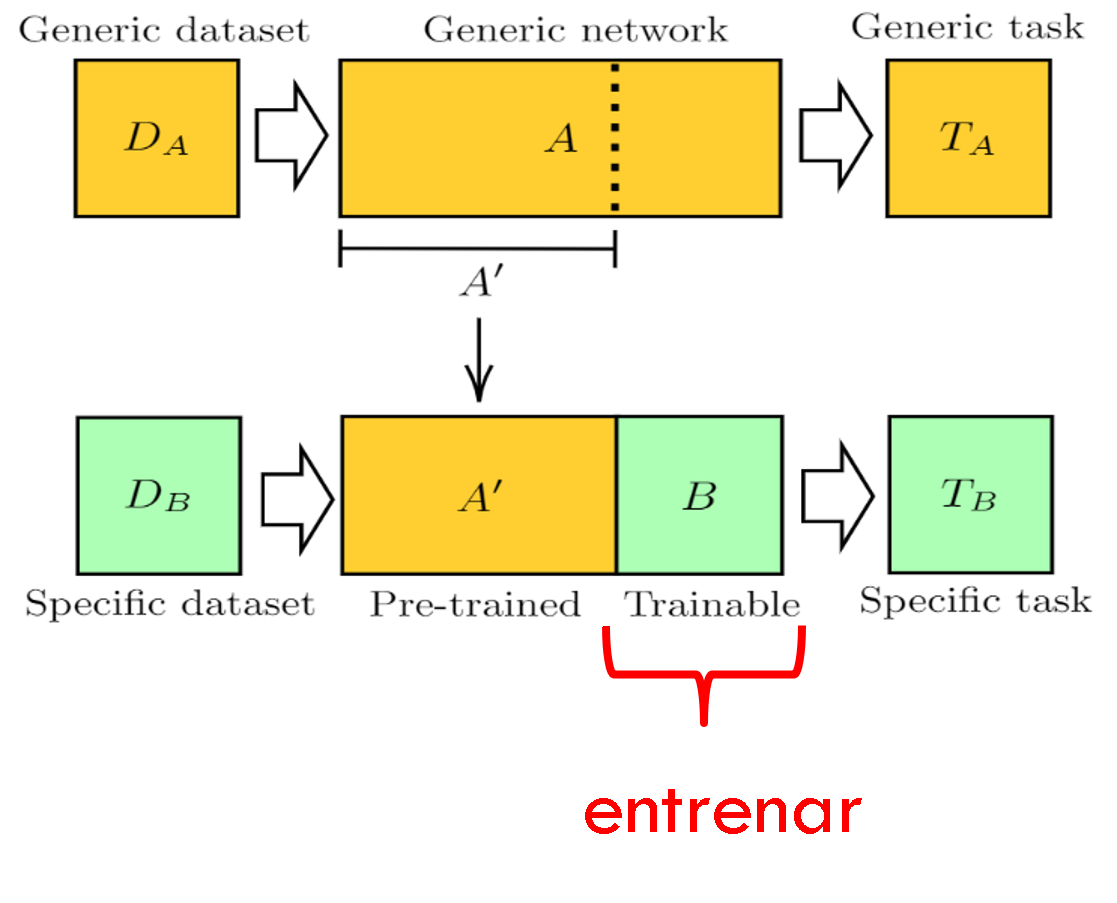 Generic dataset
Generic network
Generic task
D_A
A
T_A
A′
D_B
A′
B
T_B
Specific dataset
Pre-trained
Trainable
Specific task
entrenar